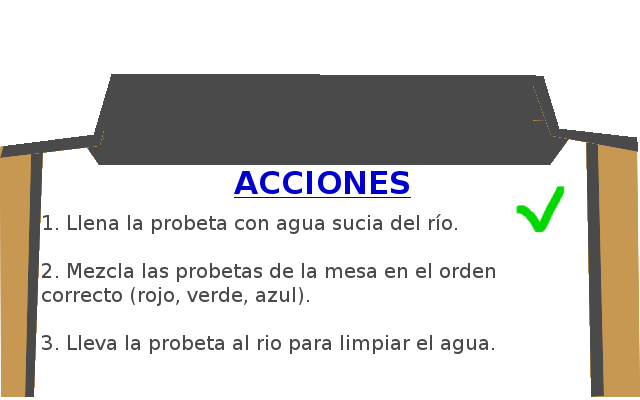 ACCIONES
1. Llena la probeta con agua sucia del río.
2. Mezcla las probetas de la mesa en el orden
correcto (rojo, verde, azul).
3. Lleva la probeta al rio para limpiar el agua.